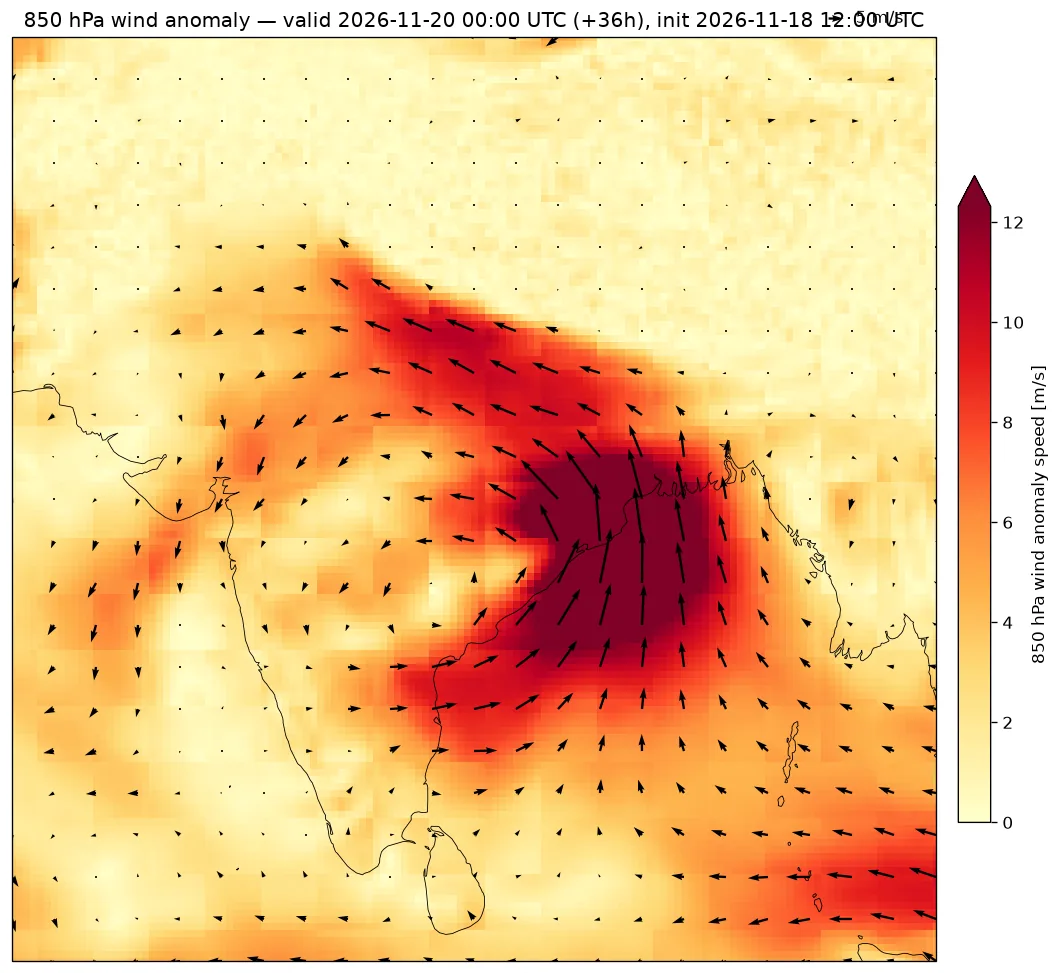 850 hPa wind anomaly — valid 2026-11-20 00:00 UTC (+36h), init 2026-11-18 12:00 UTC
5 m/s
12
10
8
6
4
2
0
850 hPa wind anomaly speed [m/s]